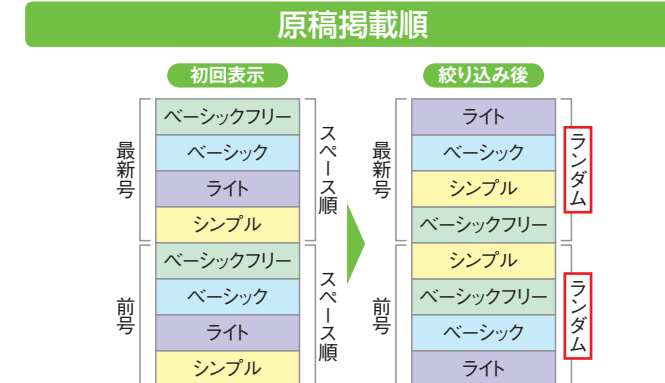 原稿掲載順
初回表示
最新号
ベーシックフリー
ベーシック
ライト
シンプル
スペース順
前号
ベーシックフリー
ベーシック
ライト
シンプル
スペース順
絞り込み後
最新号
ライト
ベーシック
シンプル
ベーシックフリー
ランダム
前号
シンプル
ベーシックフリー
ベーシック
ライト
ランダム